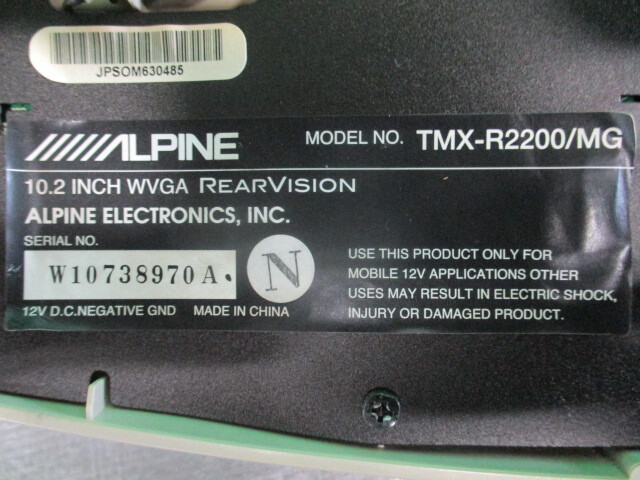 JPSOM630485
ALPINE MODEL NO. TMX-R2200/MG
10.2 INCH WVGA REARVISION
ALPINE ELECTRONICS, INC.
SERIAL NO.
W10738970A.
N
USE THIS PRODUCT ONLY FOR
MOBILE 12V APPLICATIONS OTHER
USES MAY RESULT IN ELECTRIC SHOCK,
INJURY OR DAMAGED PRODUCT.
12V D.C.NEGATIVE GND MADE IN CHINA